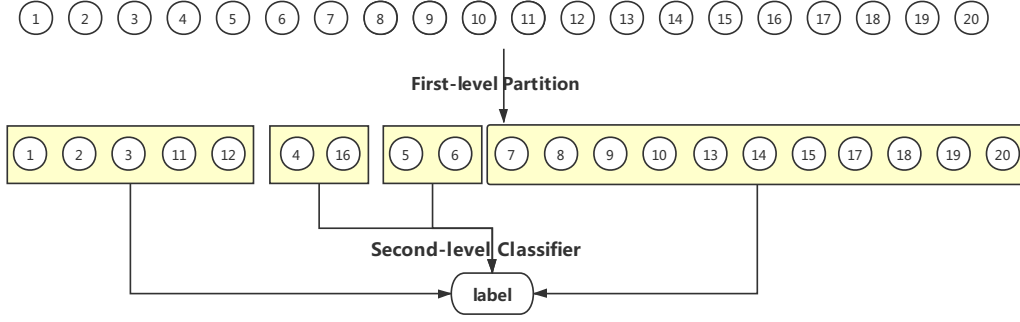 1 2 3 4 5 6 7 8 9 10 11 12 13 14 15 16 17 18 19 20
First-level Partition
1 2 3 11 12 4 16 5 6 7 8 9 10 13 14 15 17 18 19 20
Second-level Classifier
label